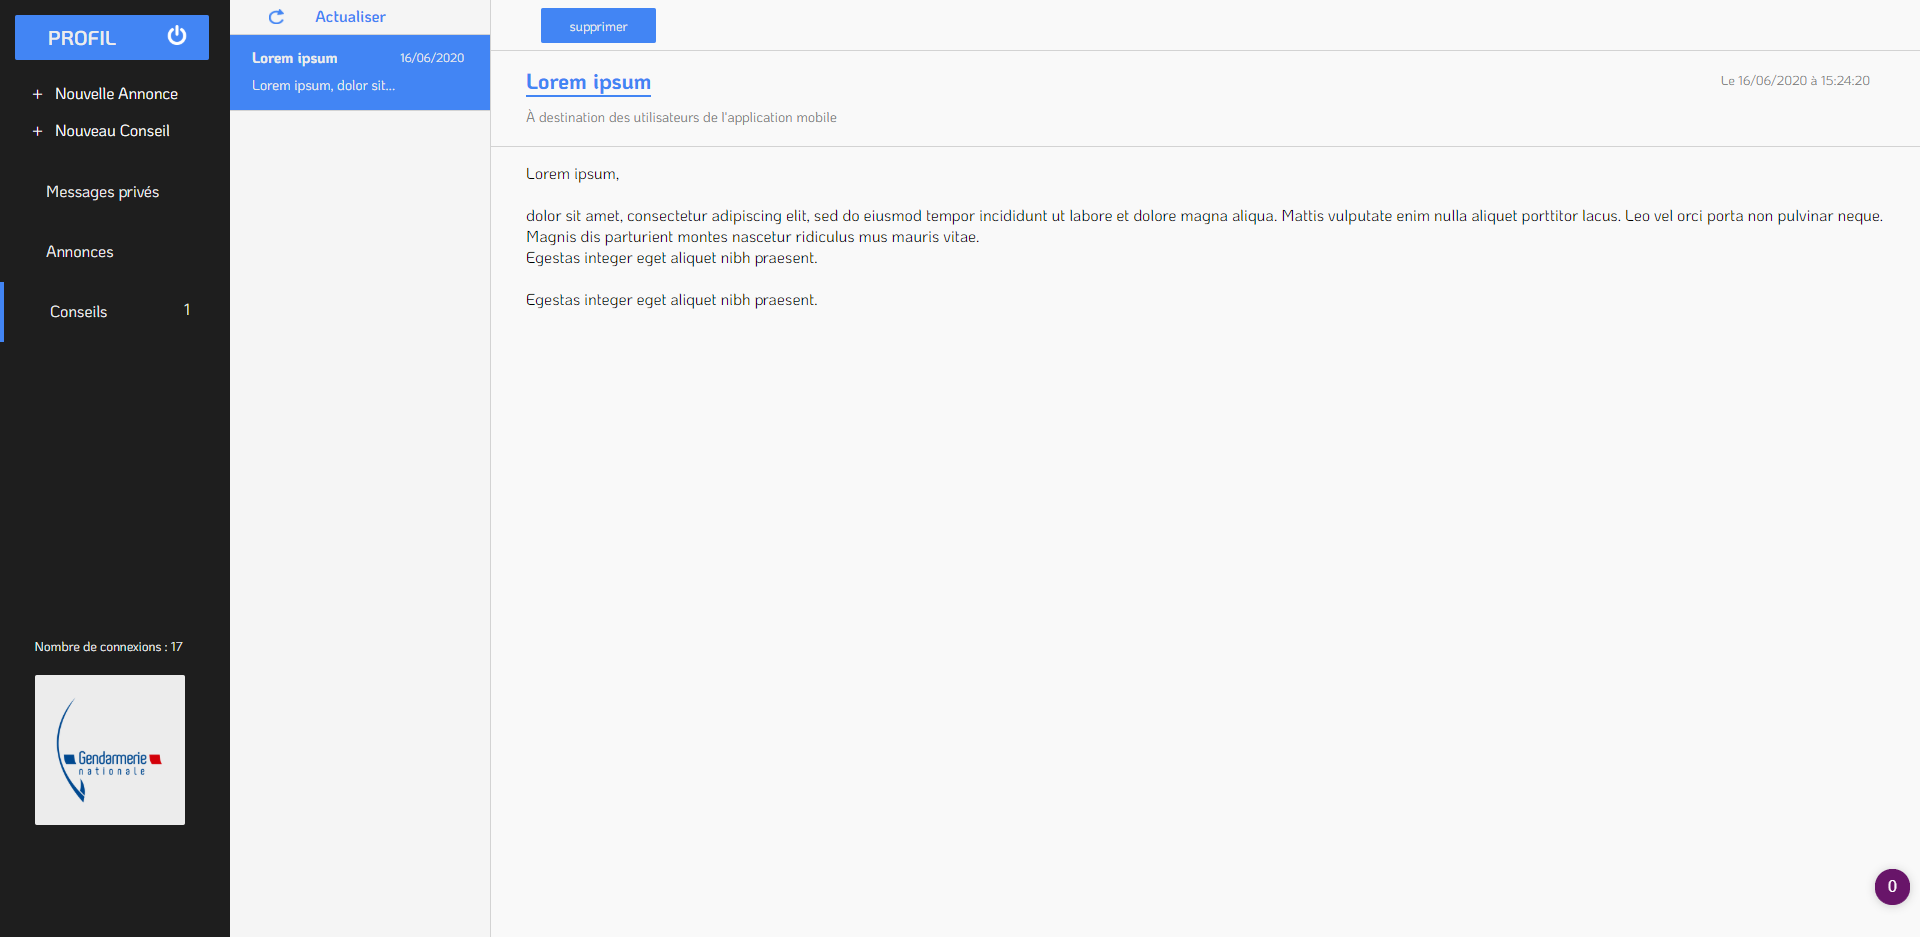 PROFIL
+ Nouvelle Annonce
+ Nouveau Conseil
Messages privés
Annonces
Conseils 1
Nombre de connexions : 17
Gendarmerie
nationale
Actualiser
Lorem ipsum 16/06/2020
Lorem ipsum, dolor sit...
supprimer
Lorem ipsum
Le 16/06/2020 à 15:24:20
À destination des utilisateurs de l'application mobile
Lorem ipsum,
dolor sit amet, consectetur adipiscing elit, sed do eiusmod tempor incididunt ut labore et dolore magna aliqua. Mattis vulputate enim nulla aliquet porttitor lacus. Leo vel orci porta non pulvinar neque.
Magnis dis parturient montes nascetur ridiculus mus mauris vitae.
Egestas integer eget aliquet nibh praesent.
Egestas integer eget aliquet nibh praesent.
0